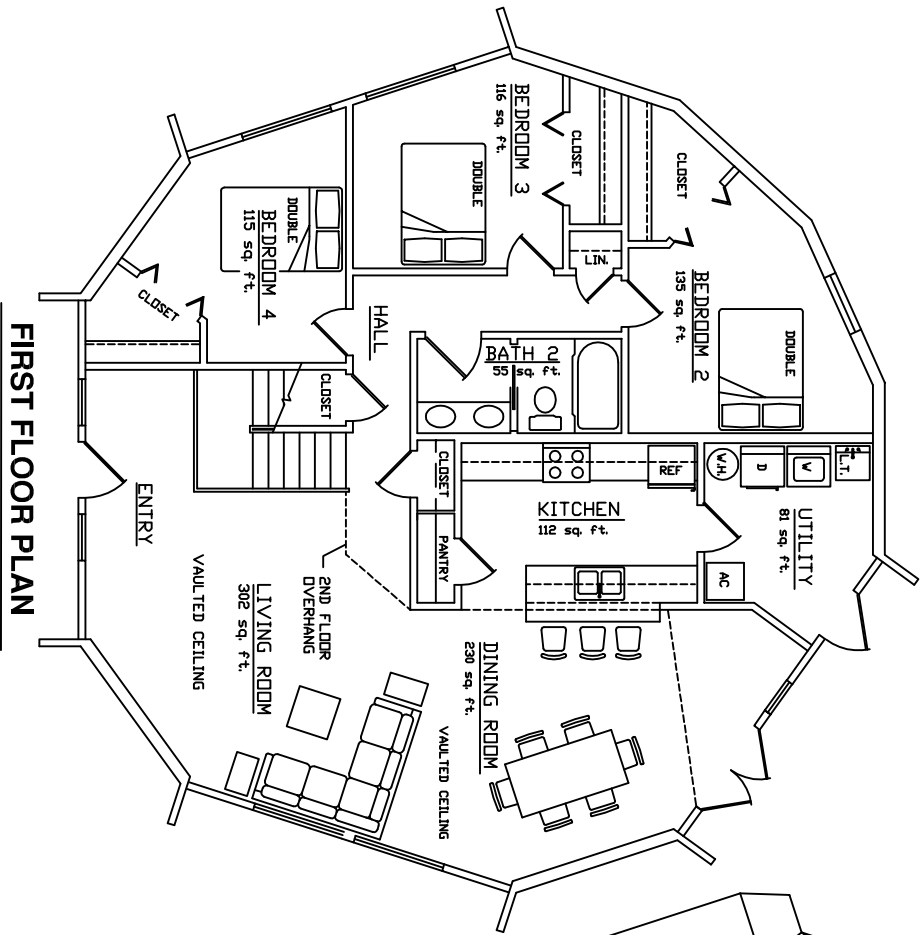 FIRST FLOOR PLAN
BEDROOM 3
116 sq. ft.
CLOSET
DOUBLE
CLOSET
LIN.
BEDROOM 2
135 sq. ft.
DOUBLE
BEDROOM 4
115 sq. ft.
DOUBLE
CLOSET
HALL
CLOSET
BATH 2
55 sq. ft.
CLOSET
PANTRY
KITCHEN
112 sq. ft.
REF
W.H.
D
W
L.T.
UTILITY
81 sq. ft.
AC
ENTRY
VAULTED CEILING
LIVING ROOM
302 sq. ft.
2ND FLOOR
OVERHANG
DINING ROOM
230 sq. ft.
VAULTED CEILING